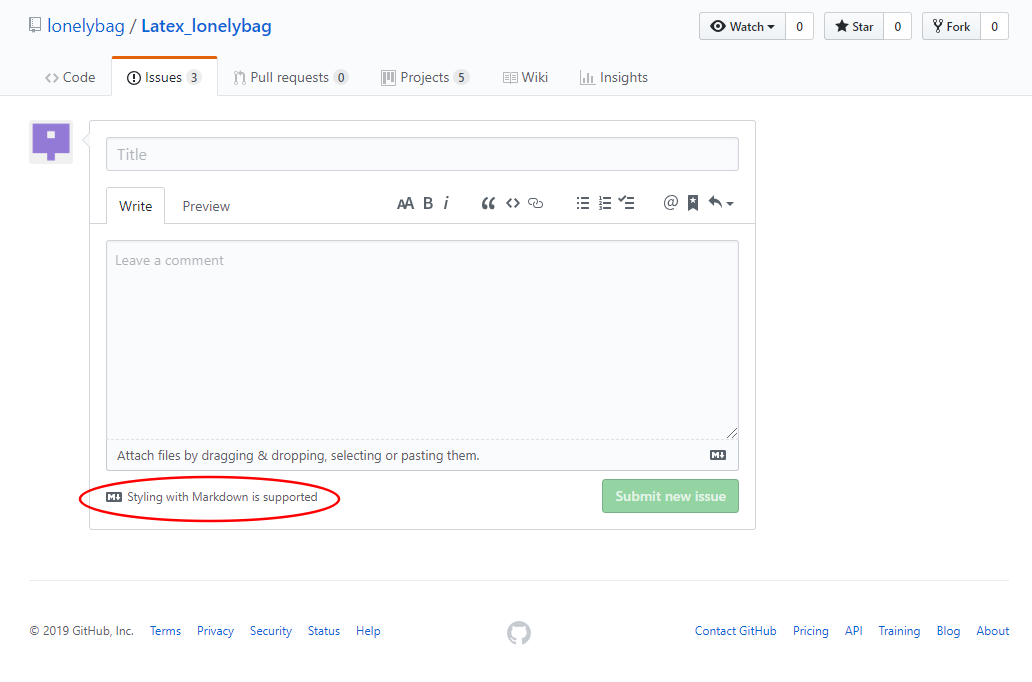 lonelybag / Latex_lonelybag
Watch 0 Star 0 Fork 0
Code Issues 3 Pull requests 0 Projects 5 Wiki Insights
Title
Write Preview AA B i @
Leave a comment
Attach files by dragging & dropping, selecting or pasting them.
Styling with Markdown is supported Submit new issue
© 2019 GitHub, Inc. Terms Privacy Security Status Help Contact GitHub Pricing API Training Blog About